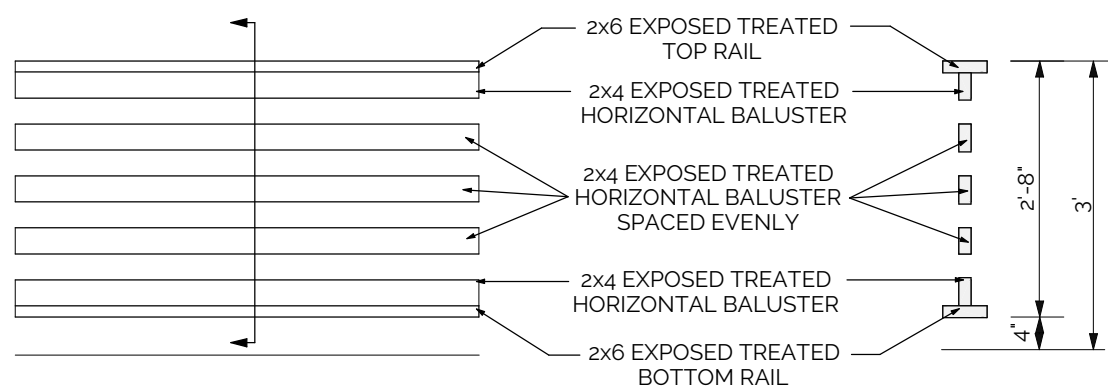 2x6 EXPOSED TREATED
TOP RAIL
2x4 EXPOSED TREATED
HORIZONTAL BALUSTER
2x4 EXPOSED TREATED
HORIZONTAL BALUSTER
SPACED EVENLY
2x4 EXPOSED TREATED
HORIZONTAL BALUSTER
2x6 EXPOSED TREATED
BOTTOM RAIL
2'-8"
3'
4"